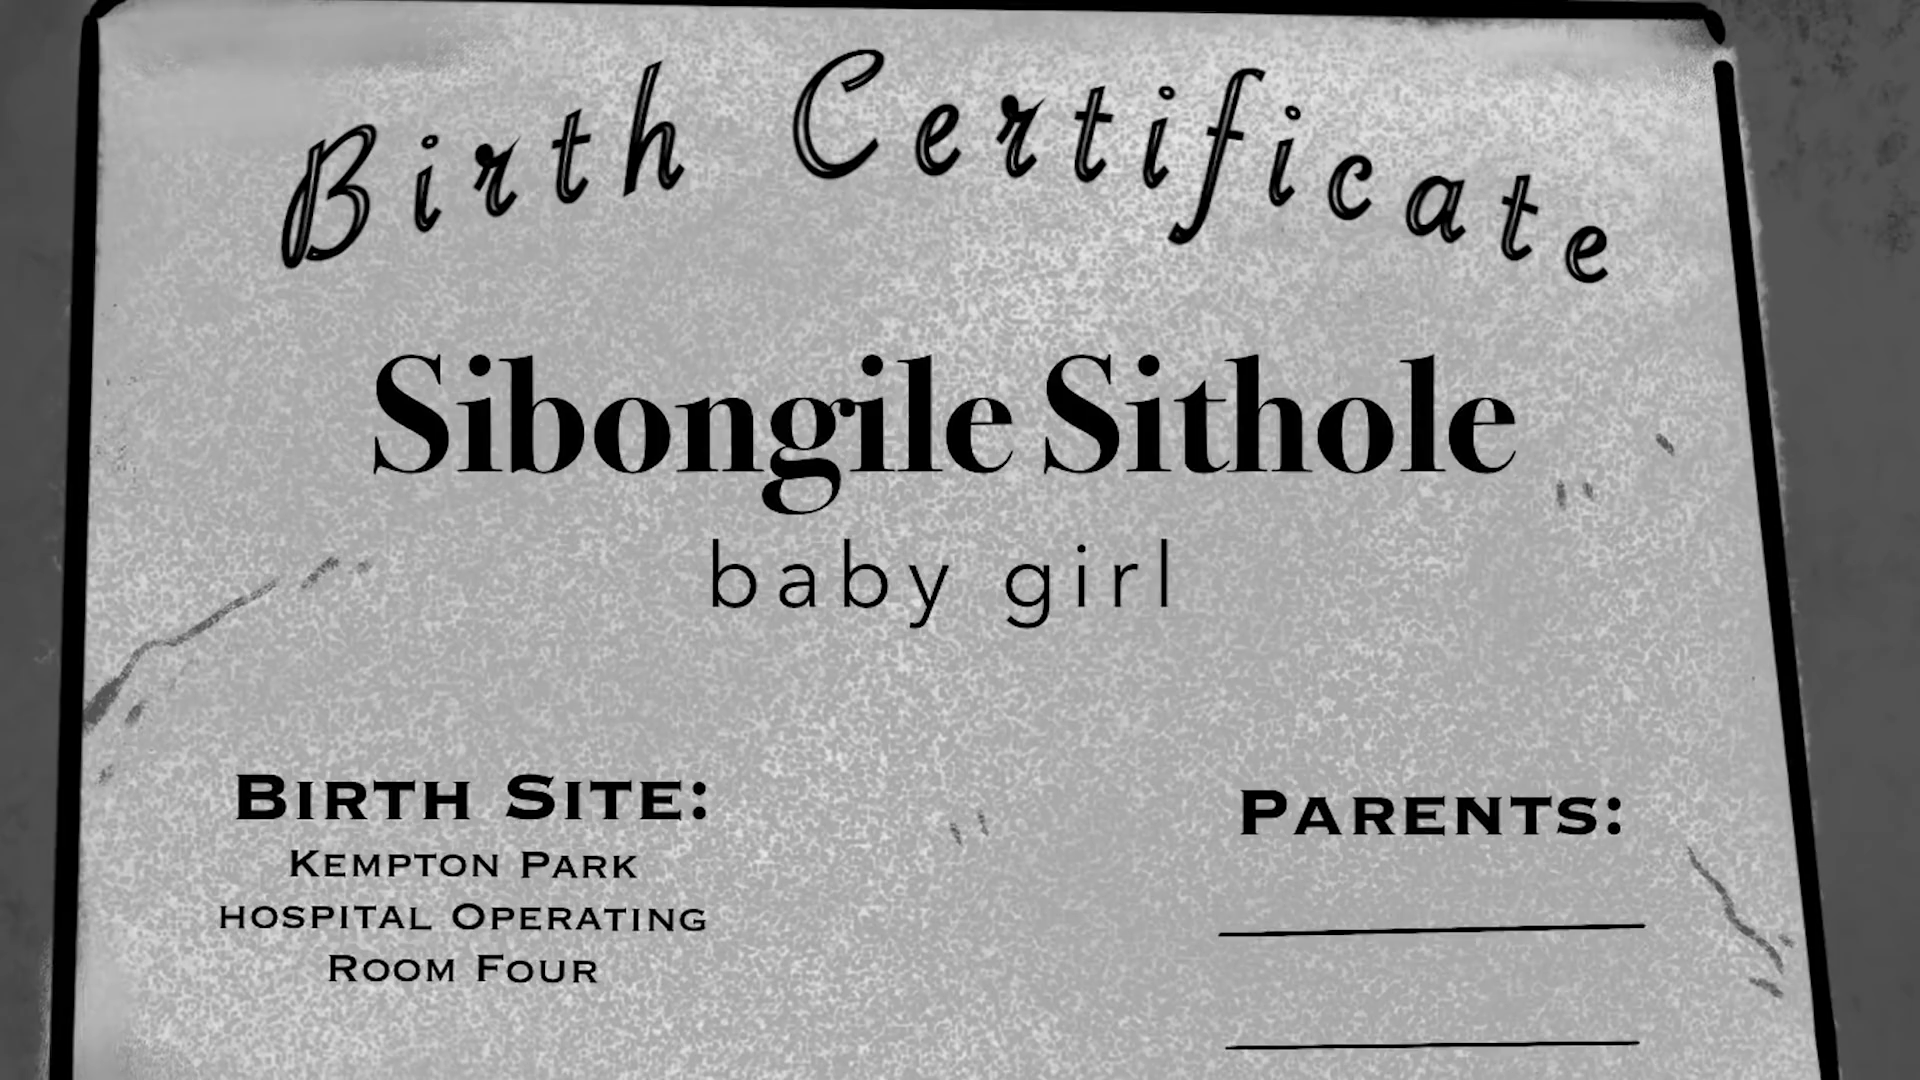 Birth Certificate
Sibongile Sithole
baby girl
Birth Site:
Kempton Park
hospital Operating
Room Four
Parents: